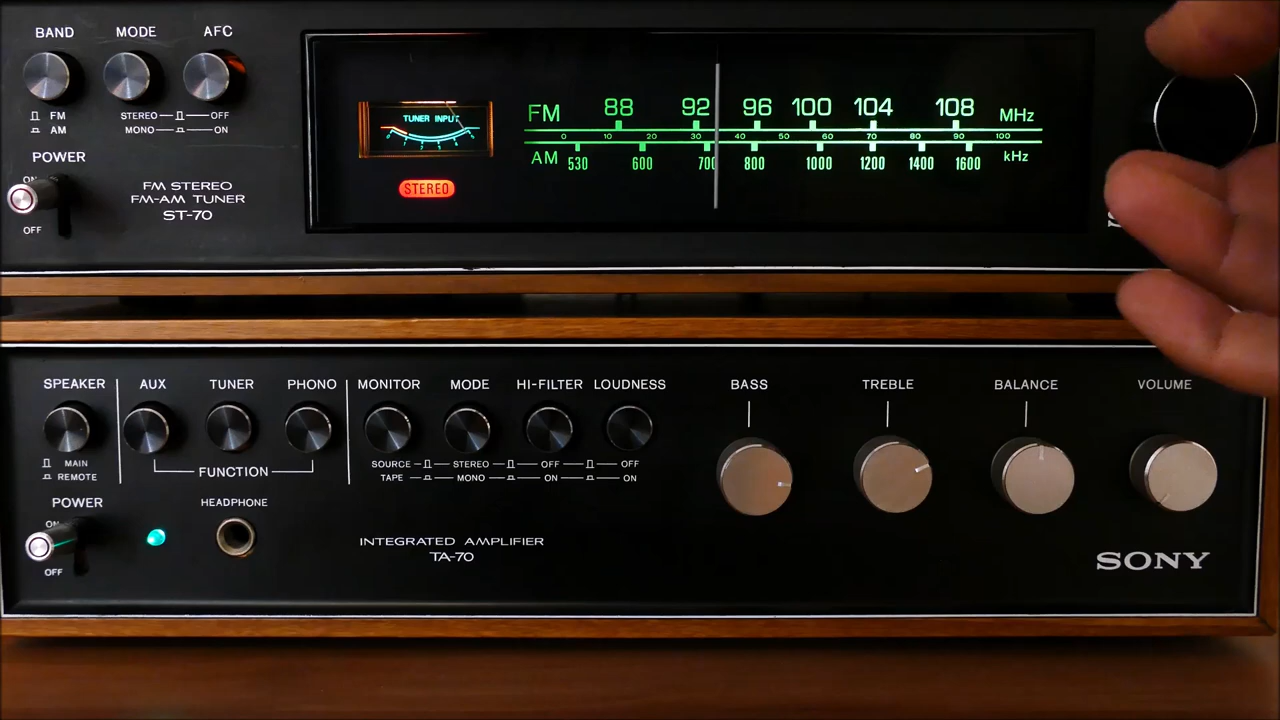 BAND MODE AFC
FM STEREO OFF
AM MONO ON
POWER
ON
OFF
FM STEREO
FM-AM TUNER
ST-70
TUNER INPUT
STEREO
FM 88 92 96 100 104 108 MHz
0 10 20 30 40 50 60 70 80 90 100
AM 530 600 700 800 1000 1200 1400 1600 kHz
SPEAKER AUX TUNER PHONO MONITOR MODE HI-FILTER LOUDNESS BASS TREBLE BALANCE VOLUME
MAIN
REMOTE
FUNCTION
SOURCE STEREO OFF OFF
TAPE MONO ON ON
POWER
ON
OFF
HEADPHONE
INTEGRATED AMPLIFIER
TA-70
SONY